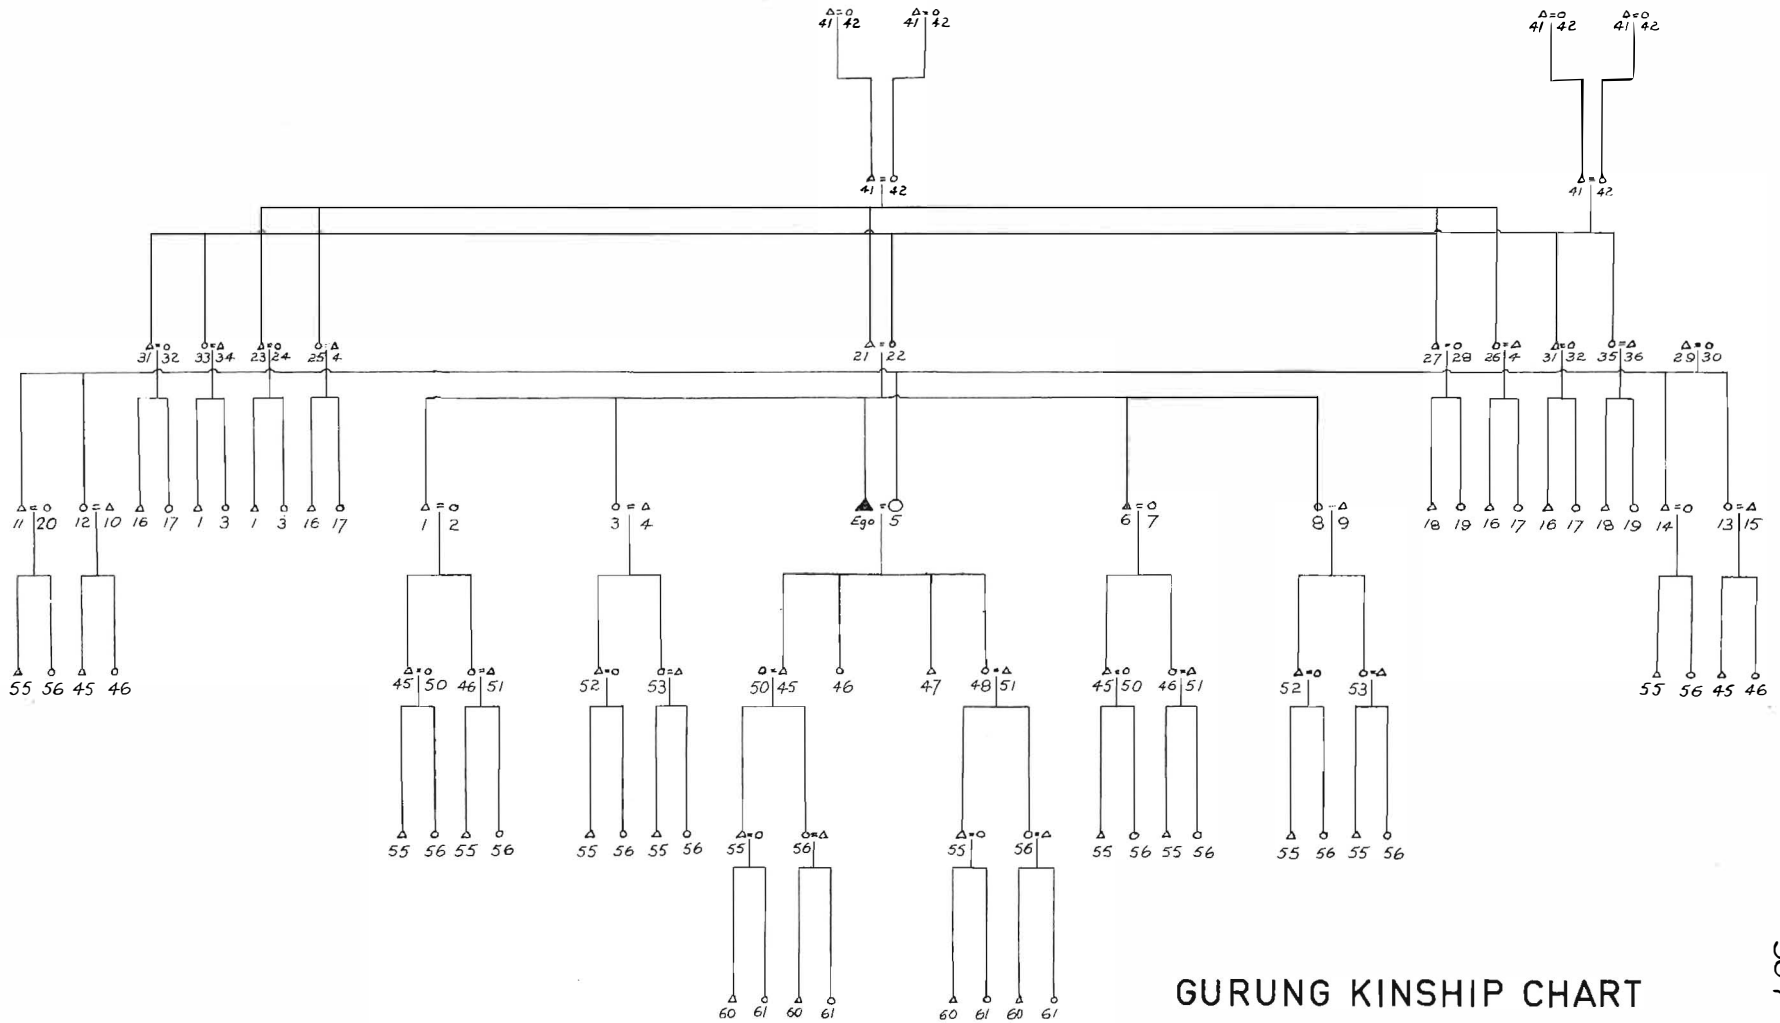 41 42 41 42 41 42 41 42
41 42 41 42
31 32 33 34 23 24 25 4 21 22 27 28 26 4 31 32 35 36 29 30
11 20 12 10 16 17 1 3 1 3 16 17 1 2 3 4 Ego 5 6 7 8 9 18 19 16 17 16 17 18 19 14 13 15
55 56 45 46 45 50 46 51 52 53 50 45 46 47 48 51 45 50 46 51 52 53 55 56 45 46
55 56 55 56 55 56 55 56 55 56 55 56 55 56 55 56 55 56 55 56
60 61 60 61 60 61 60 61
GURUNG KINSHIP CHART